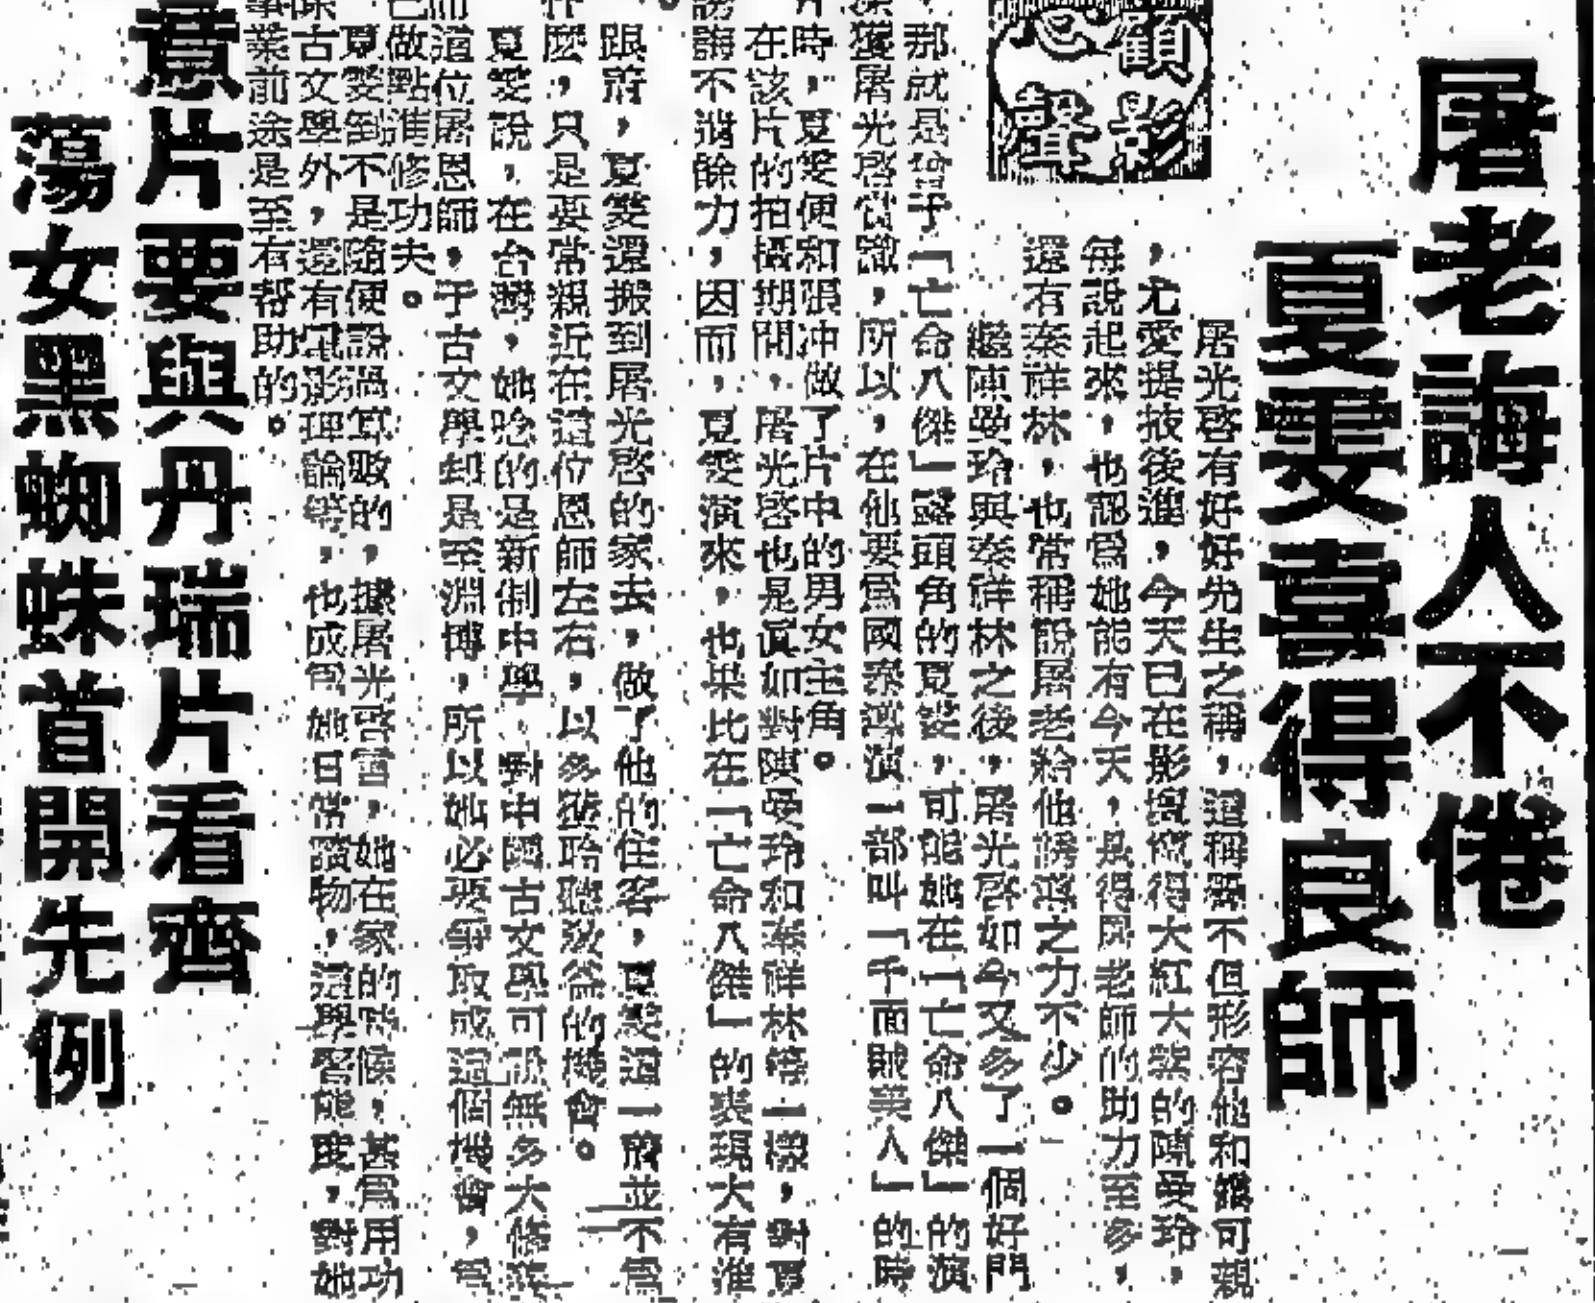 屠老誨人不倦
夏雯喜得良師
顧影
心聲
屠光啓有好好先生之稱，這稱不但形容他和藹可親
，尤愛提掖後進，今天已在影壇得大紅大紫的陳曼玲，
每說起來，也認爲她能有今天，是得屠老師的助力至多，
還有秦祥林，也常稱說屠老給他誘導之力不少。
繼陳曼玲與秦祥林之後，屠光啓如今又多了一個好門
，那就是于「亡命八傑」露頭角的夏雯，可能她在「亡命八傑」的演
獲屠光啓賞識，所以，在他要爲國泰導演一部叫「千面賊美人」的時
時，夏雯便和張冲做了片中的男女主角。
在該片的拍攝期間，屠光啓也是眞如對陳曼玲和秦祥林等一樣，對夏
誨不遺餘力，因而，夏雯演來，也果比在「亡命八傑」的表現大有進
跟着，夏雯還搬到屠光啓的家去，做了他的住客，夏雯這一着並不爲
麽，只是要常親近在這位恩師左右，以多獲聆聽敎益的機會。
夏雯說，在台灣，她唸的是新制中學，對中國古文學可說無多大修
這位屠恩師，于古文學却是至淵博，所以她必要爭取或這個機會，
己做點進修功夫。
夏雯倒不是隨便說過算數的，據屠光啓曹，她在家的時候，甚爲用功
古文學外，還有電影理論等，也成爲她日常讀物，這學習態度，對她
業前途是至有帮助的。
意片要與丹瑞片看齊
蕩女黑蜘蛛首開先例